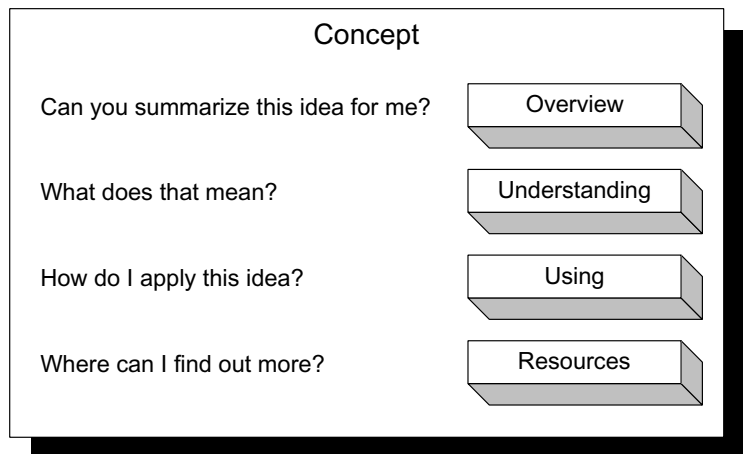 Concept
Can you summarize this idea for me?
Overview
What does that mean?
Understanding
How do I apply this idea?
Using
Where can I find out more?
Resources